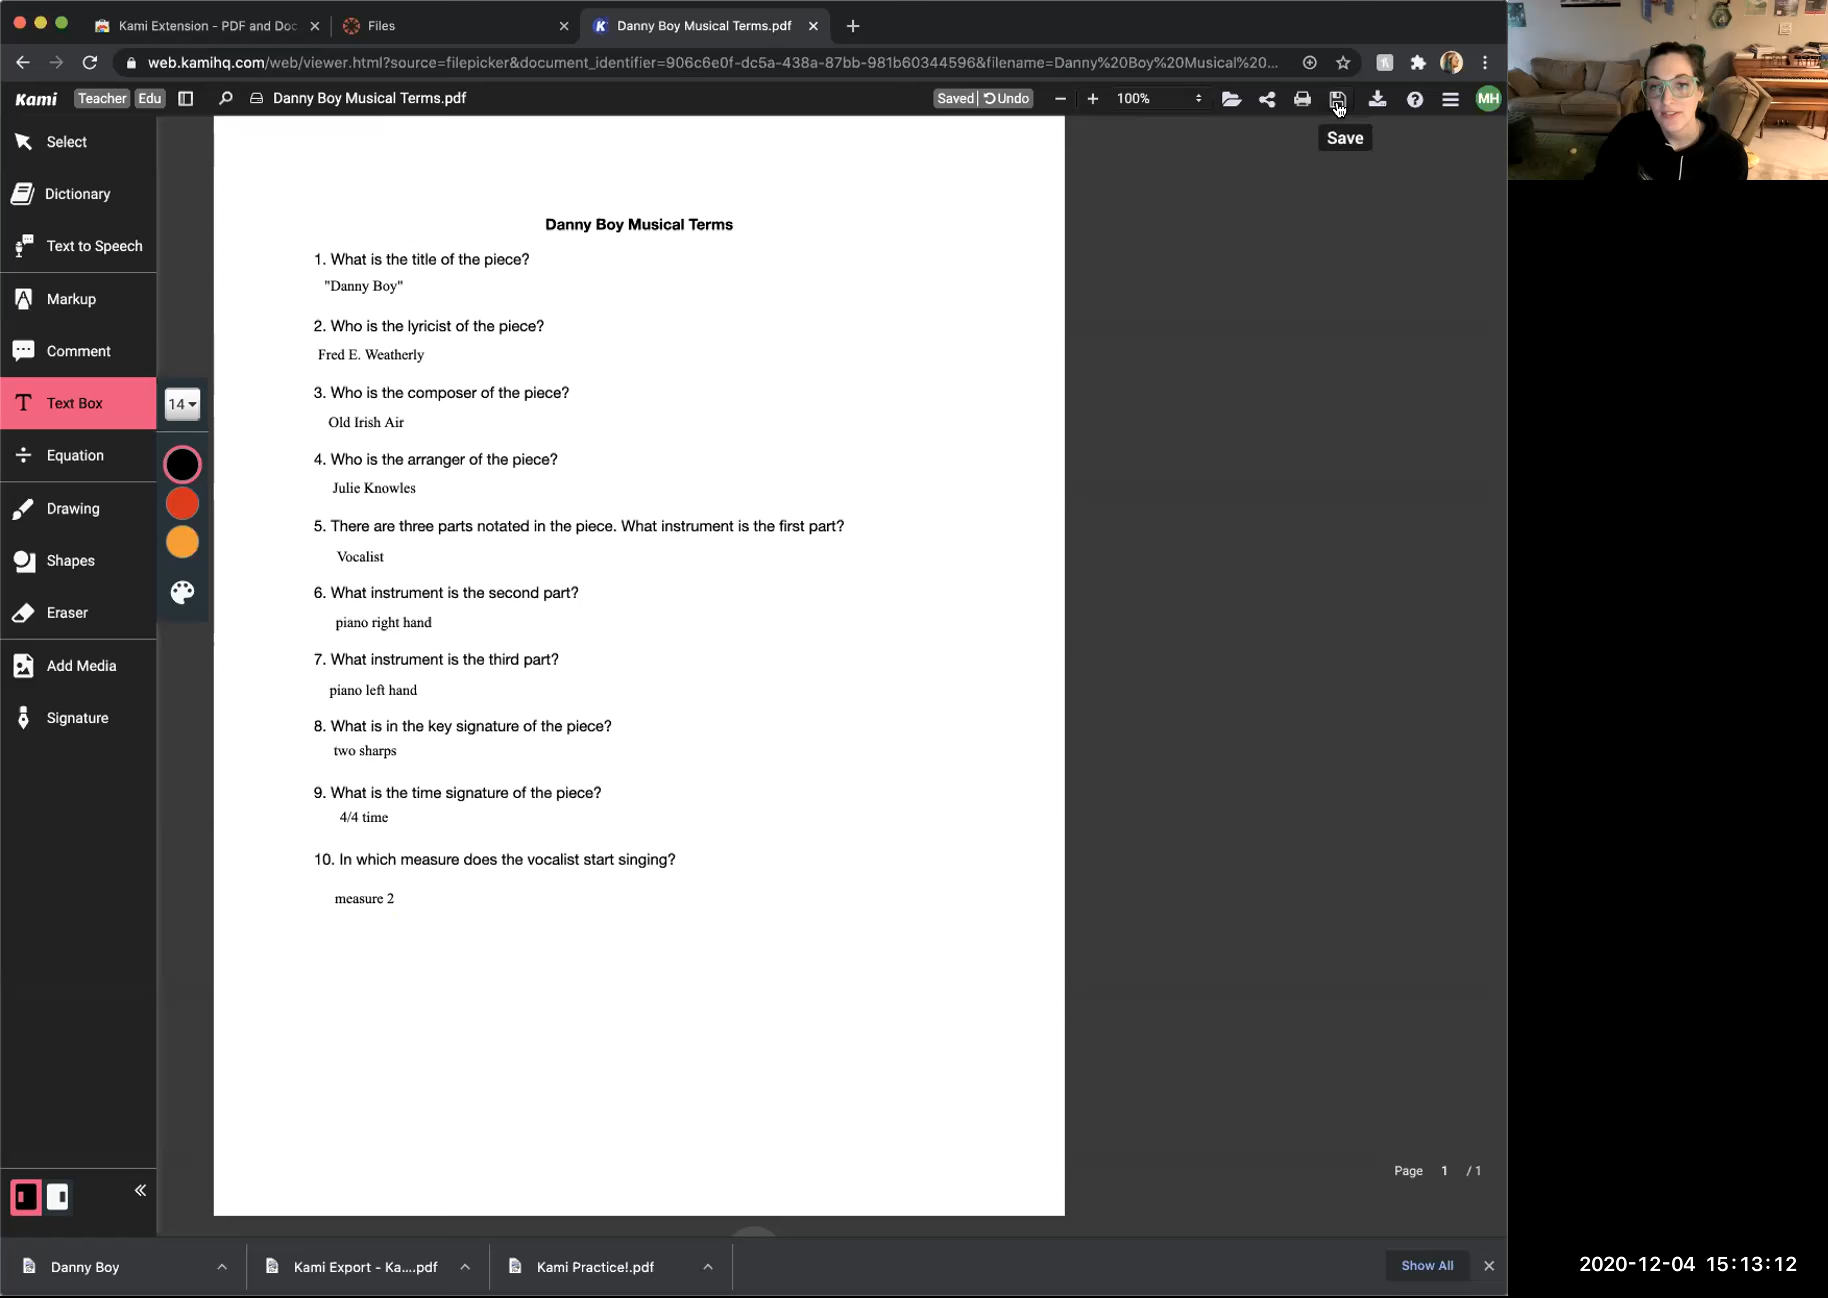 Kami Extension - PDF and Doc
Files
Danny Boy Musical Terms.pdf
web.kamihq.com/web/viewer.html?source=filepicker&document_identifier=906c6e0f-dc5a-438a-87bb-981b60344596&filename=Danny%20Boy%20Musical%20...
Kami Teacher Edu Danny Boy Musical Terms.pdf Saved Undo 100% MH
Save
Select
Dictionary
Text to Speech
Markup
Comment
Text Box
14
Equation
Drawing
Shapes
Eraser
Add Media
Signature
Danny Boy Musical Terms
1. What is the title of the piece?
"Danny Boy"
2. Who is the lyricist of the piece?
Fred E. Weatherly
3. Who is the composer of the piece?
Old Irish Air
4. Who is the arranger of the piece?
Julie Knowles
5. There are three parts notated in the piece. What instrument is the first part?
Vocalist
6. What instrument is the second part?
piano right hand
7. What instrument is the third part?
piano left hand
8. What is in the key signature of the piece?
two sharps
9. What is the time signature of the piece?
4/4 time
10. In which measure does the vocalist start singing?
measure 2
Page 1 / 1
Danny Boy
Kami Export - Ka....pdf
Kami Practice!.pdf
Show All
2020-12-04 15:13:12